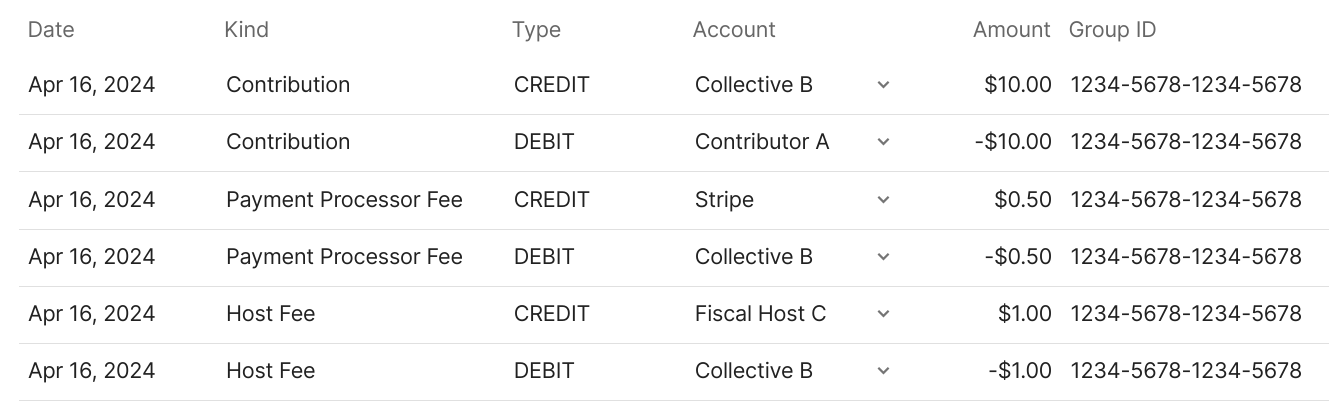 Date Kind Type Account Amount Group ID
Apr 16, 2024 Contribution CREDIT Collective B $10.00 1234-5678-1234-5678
Apr 16, 2024 Contribution DEBIT Contributor A -$10.00 1234-5678-1234-5678
Apr 16, 2024 Payment Processor Fee CREDIT Stripe $0.50 1234-5678-1234-5678
Apr 16, 2024 Payment Processor Fee DEBIT Collective B -$0.50 1234-5678-1234-5678
Apr 16, 2024 Host Fee CREDIT Fiscal Host C $1.00 1234-5678-1234-5678
Apr 16, 2024 Host Fee DEBIT Collective B -$1.00 1234-5678-1234-5678